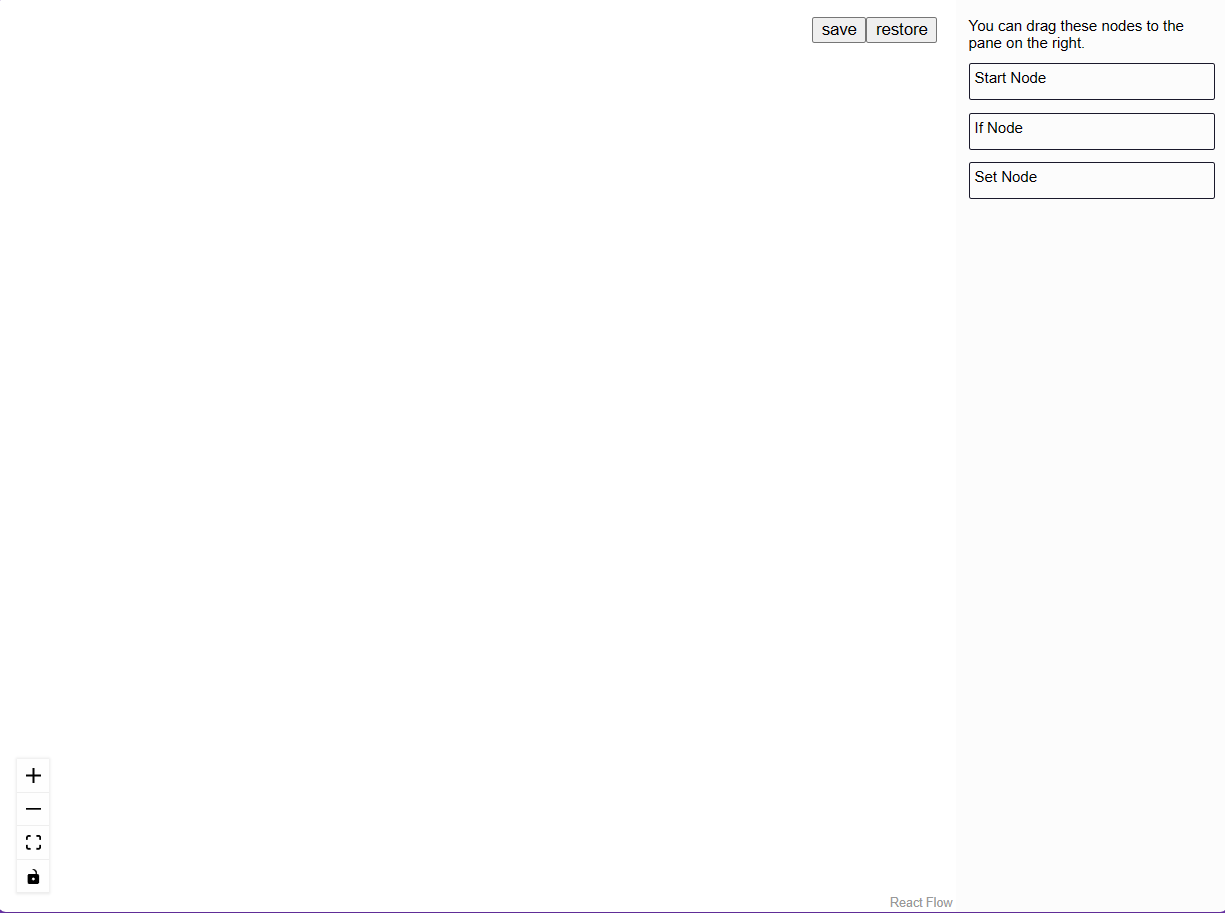 save restore
You can drag these nodes to the
pane on the right.
Start Node
If Node
Set Node
React Flow